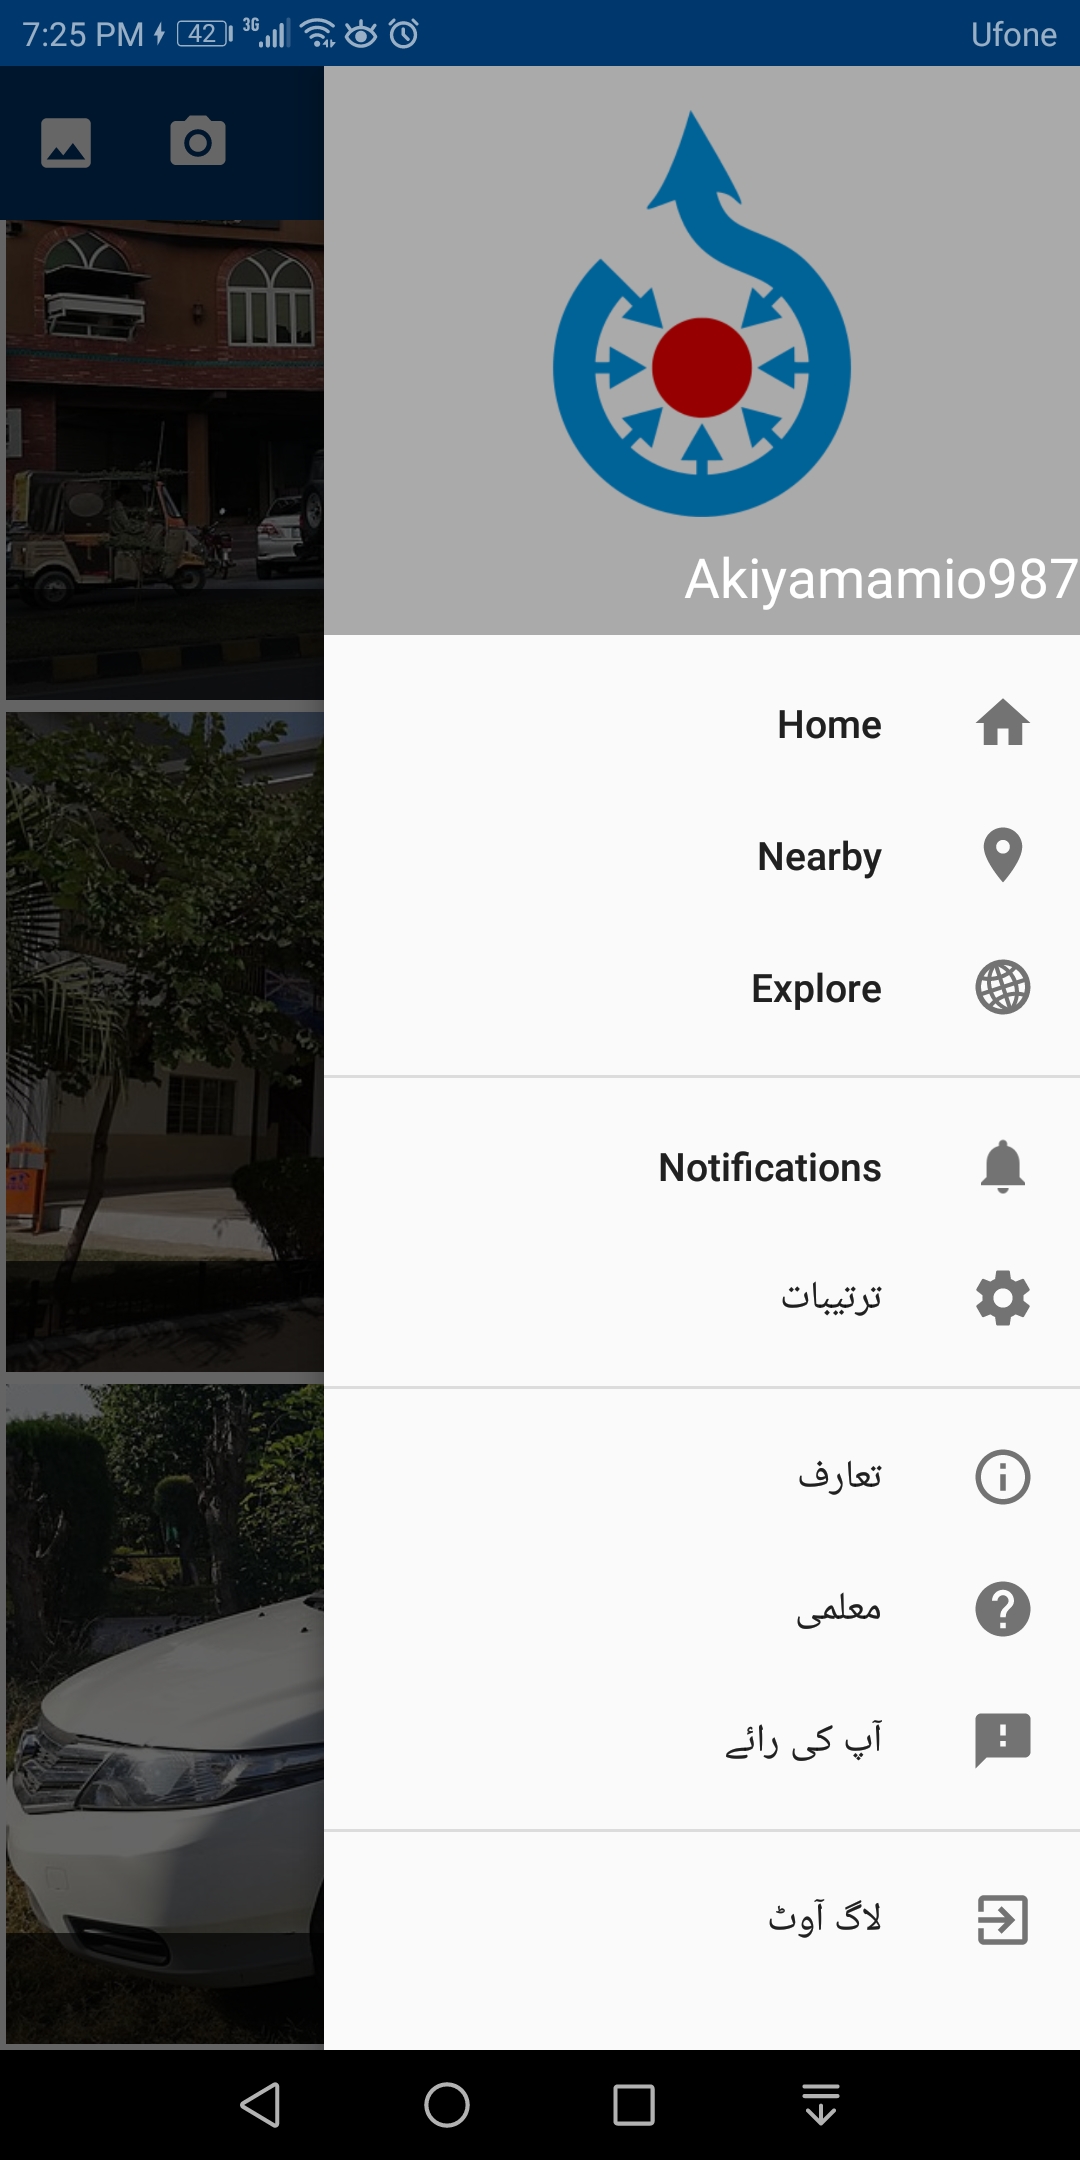 7:25 PM 42 3G Ufone
Akiyamamio987
Home
Nearby
Explore
Notifications
ترتیبات
تعارف
معلمی
آپ کی رائے
لاگ آوٹ